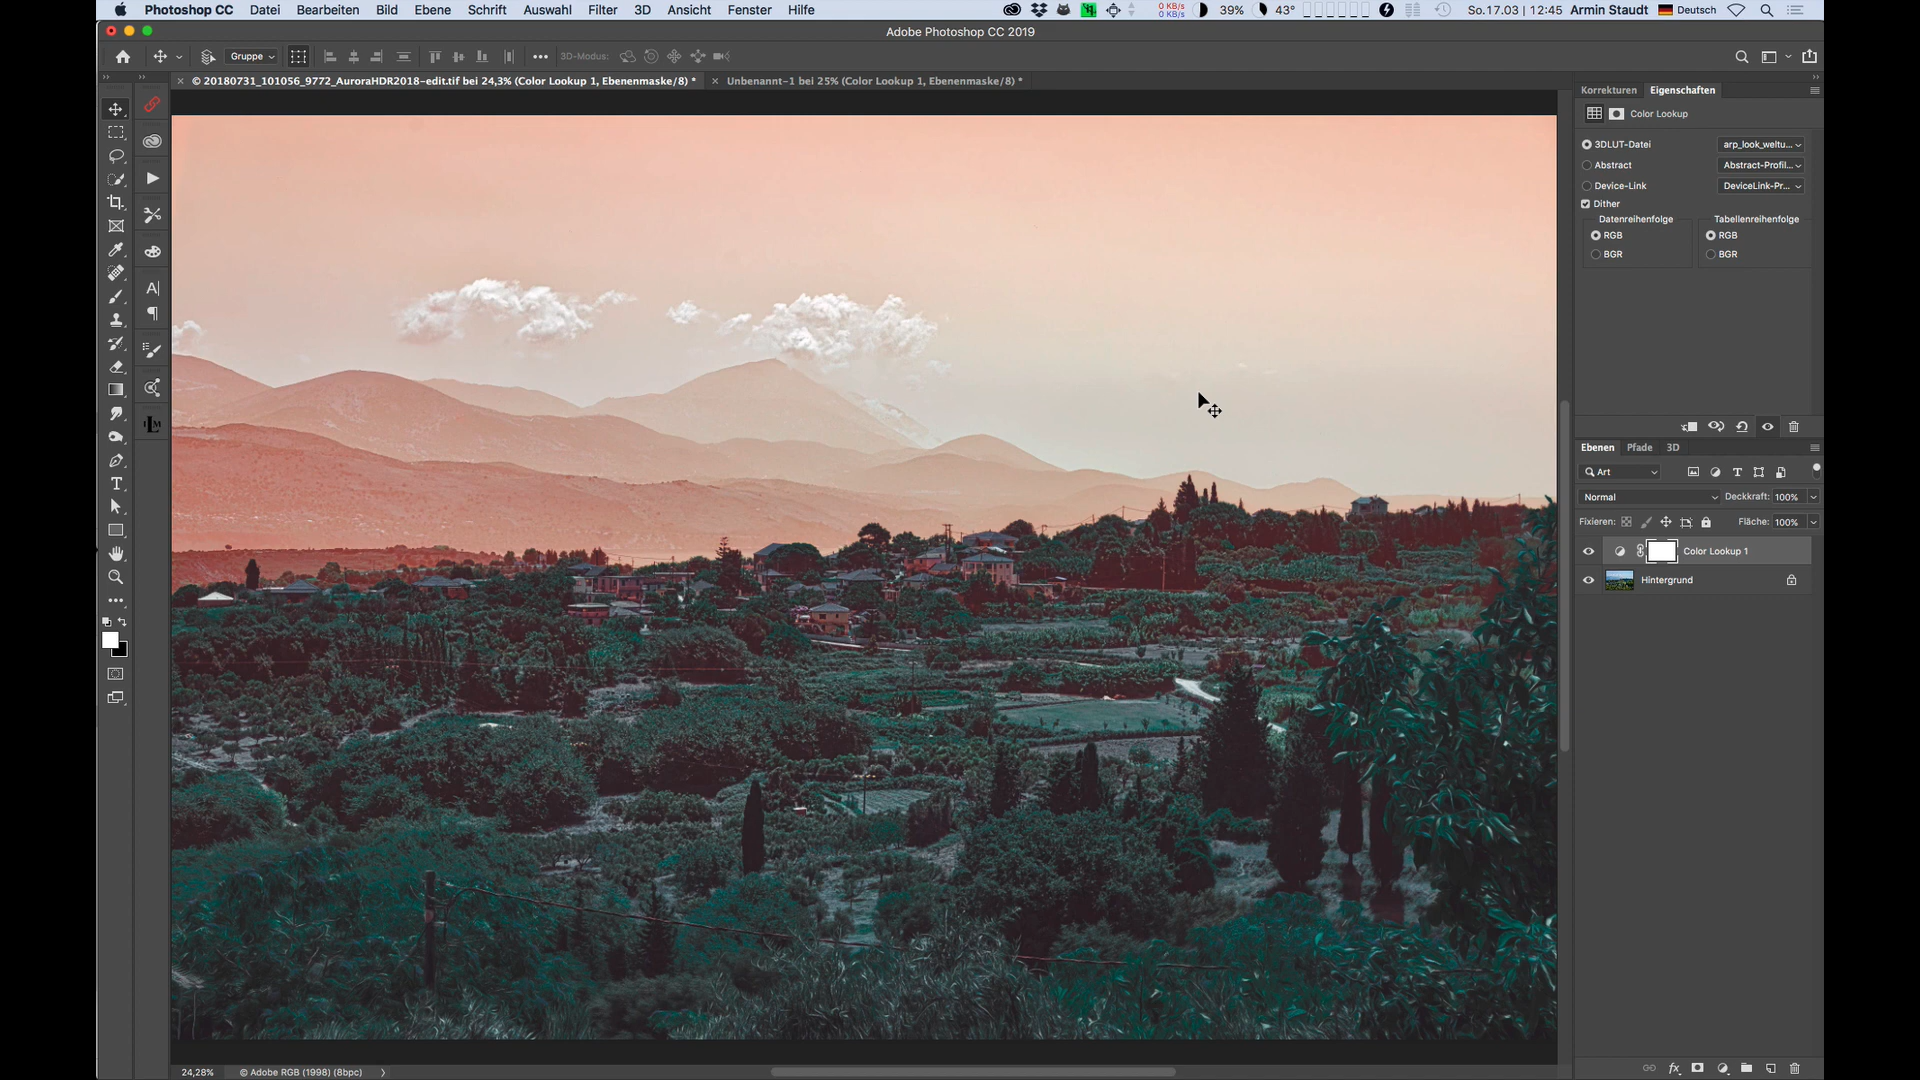 Photoshop CC Datei Bearbeiten Bild Ebene Schrift Auswahl Filter 3D Ansicht Fenster Hilfe 0 KB/s 0 KB/s 39% 43° So.17.03 | 12:45 Armin Staudt Deutsch
Adobe Photoshop CC 2019
Gruppe 3D-Modus:
© 20180731_101056_9772_AuroraHDR2018-edit.tif bei 24,3% (Color Lookup 1, Ebenenmaske/8) * Unbenannt-1 bei 25% (Color Lookup 1, Ebenenmaske/8) *
Korrekturen Eigenschaften
Color Lookup
3DLUT-Datei arp_look_weltu...
Abstract Abstract-Profil...
Device-Link DeviceLink-Pr...
Dither
Datenreihenfolge Tabellenreihenfolge
RGB RGB
BGR BGR
Ebenen Pfade 3D
Art
Normal Deckkraft: 100%
Fixieren: Fläche: 100%
Color Lookup 1
Hintergrund
24,28% © Adobe RGB (1998) (8bpc)